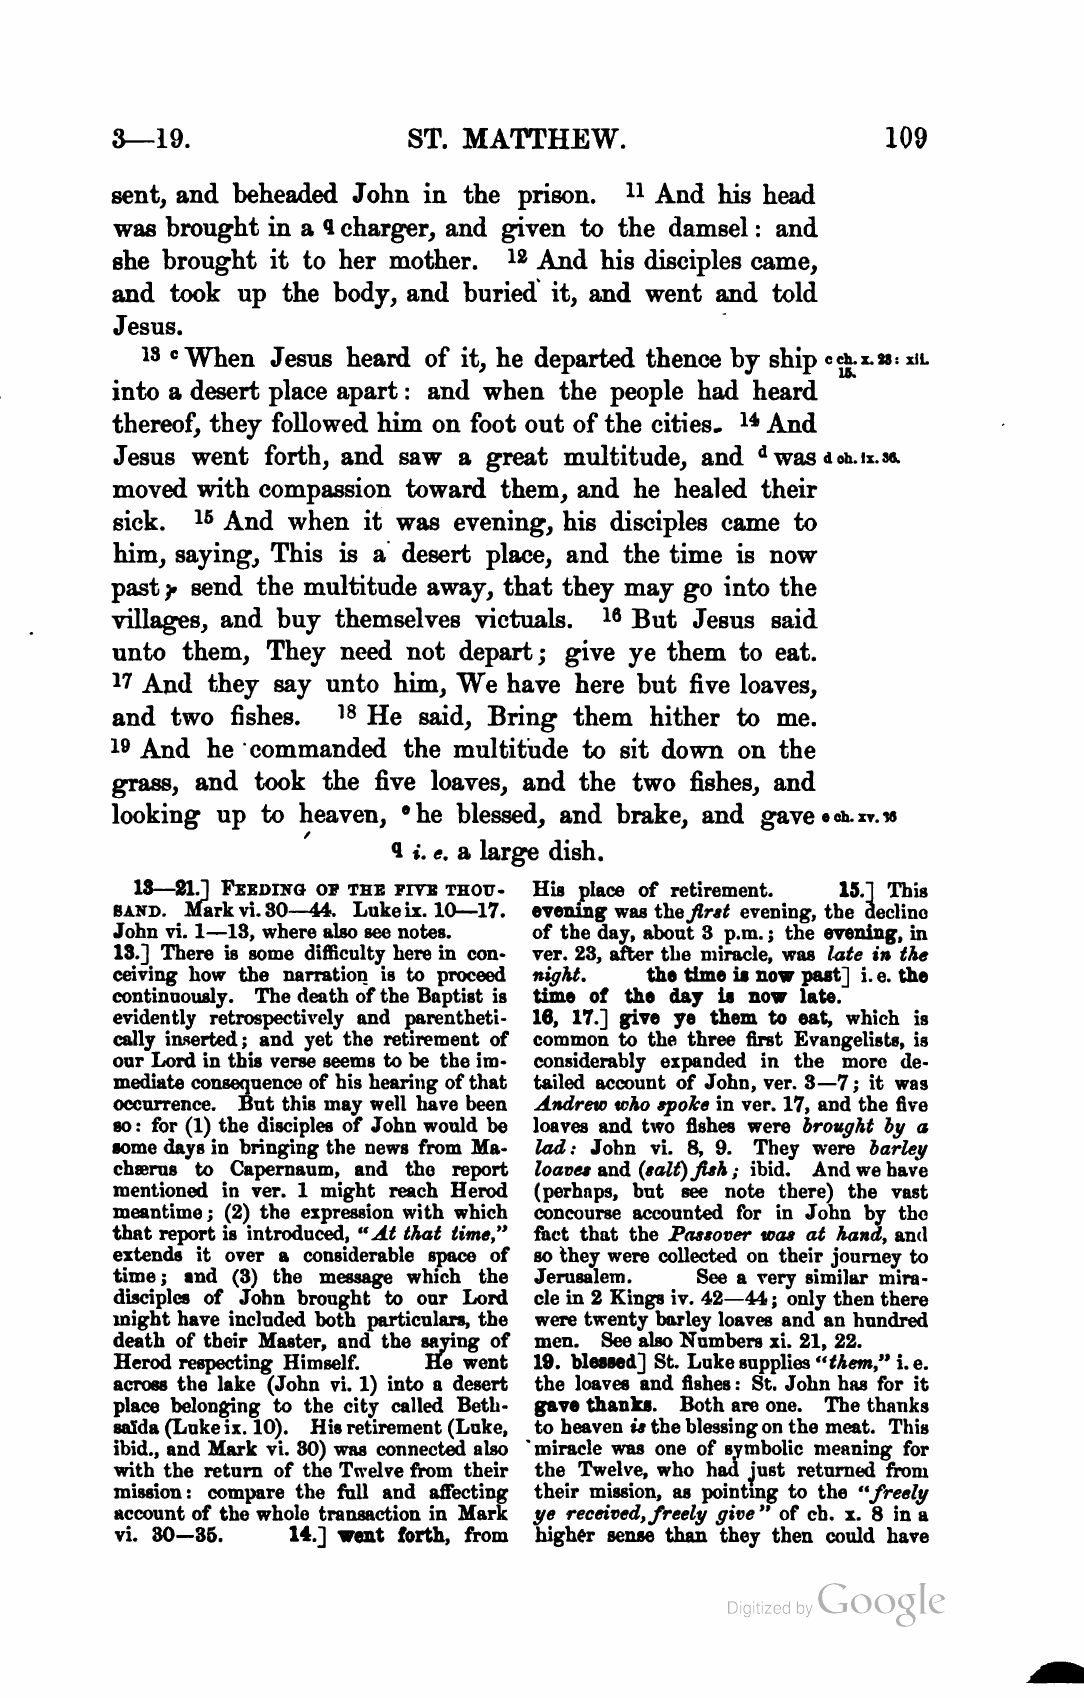 3—19. ST. MATTHEW. 109
sent, and beheaded John in the prison. 11 And his head
was brought in a q charger, and given to the damsel : and
she brought it to her mother. 12 And his disciples came,
and took up the body, and buried it, and went and told
Jesus.
13 c When Jesus heard of it, he departed thence by ship
c ch. x. 23: xii.
15.
into a desert place apart : and when the people had heard
thereof, they followed him on foot out of the cities. 14 And
Jesus went forth, and saw a great multitude, and d was
d ch. ix. 36.
moved with compassion toward them, and he healed their
sick. 15 And when it was evening, his disciples came to
him, saying, This is a desert place, and the time is now
past; send the multitude away, that they may go into the
villages, and buy themselves victuals. 16 But Jesus said
unto them, They need not depart; give ye them to eat.
17 And they say unto him, We have here but five loaves,
and two fishes. 18 He said, Bring them hither to me.
19 And he commanded the multitude to sit down on the
grass, and took the five loaves, and the two fishes, and
looking up to heaven, e he blessed, and brake, and gave
e ch. xv. 36
q i. e. a large dish.
13—21.] FEEDING OF THE FIVE THOU-
SAND. Mark vi. 30—44. Luke ix. 10—17.
John vi. 1—13, where also see notes.
13.] There is some difficulty here in con-
ceiving how the narration is to proceed
continuously. The death of the Baptist is
evidently retrospectively and parentheti-
cally inserted; and yet the retirement of
our Lord in this verse seems to be the im-
mediate consequence of his hearing of that
occurrence. But this may well have been
so: for (1) the disciples of John would be
some days in bringing the news from Ma-
chærus to Capernaum, and the report
mentioned in ver. 1 might reach Herod
meantime; (2) the expression with which
that report is introduced, “At that time,”
extends it over a considerable space of
time; and (3) the message which the
disciples of John brought to our Lord
might have included both particulars, the
death of their Master, and the saying of
Herod respecting Himself. He went
across the lake (John vi. 1) into a desert
place belonging to the city called Beth-
saïda (Luke ix. 10). His retirement (Luke,
ibid., and Mark vi. 30) was connected also
with the return of the Twelve from their
mission: compare the full and affecting
account of the whole transaction in Mark
vi. 30—35. 14.] went forth, from
His place of retirement. 15.] This
evening was the first evening, the decline
of the day, about 3 p.m.; the evening, in
ver. 23, after the miracle, was late in the
night. the time is now past] i. e. the
time of the day is now late.
16, 17.] give ye them to eat, which is
common to the three first Evangelists, is
considerably expanded in the more de-
tailed account of John, ver. 3—7; it was
Andrew who spoke in ver. 17, and the five
loaves and two fishes were brought by a
lad: John vi. 8, 9. They were barley
loaves and (salt) fish; ibid. And we have
(perhaps, but see note there) the vast
concourse accounted for in John by the
fact that the Passover was at hand, and
so they were collected on their journey to
Jerusalem. See a very similar mira-
cle in 2 Kings iv. 42—44; only then there
were twenty barley loaves and an hundred
men. See also Numbers xi. 21, 22.
19. blessed] St. Luke supplies “them,” i. e.
the loaves and fishes: St. John has for it
gave thanks. Both are one. The thanks
to heaven is the blessing on the meat. This
miracle was one of symbolic meaning for
the Twelve, who had just returned from
their mission, as pointing to the “freely
ye received, freely give” of ch. x. 8 in a
higher sense than they then could have
Digitized by Google